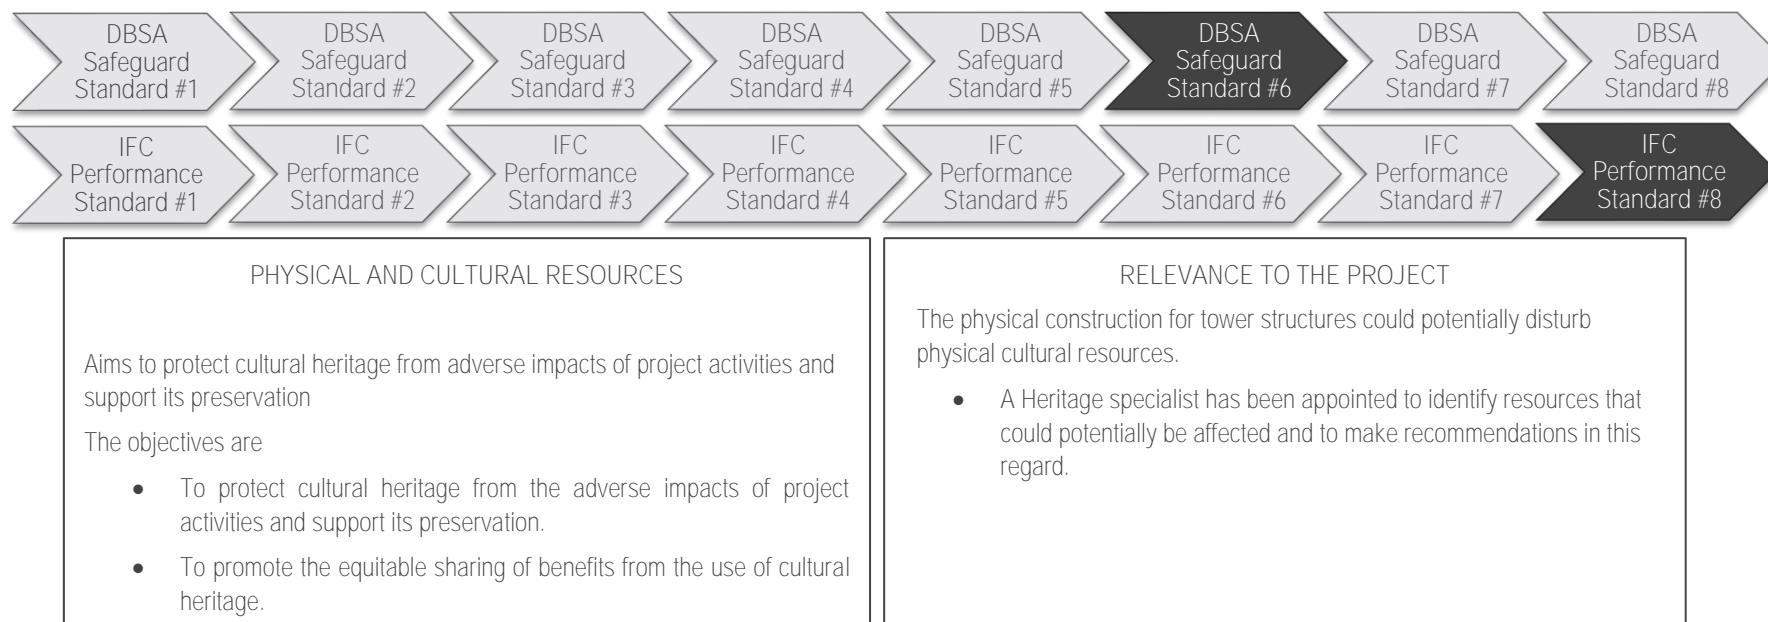 DBSA
Safeguard
Standard #1
DBSA
Safeguard
Standard #2
DBSA
Safeguard
Standard #3
DBSA
Safeguard
Standard #4
DBSA
Safeguard
Standard #5
DBSA
Safeguard
Standard #6
DBSA
Safeguard
Standard #7
DBSA
Safeguard
Standard #8
IFC
Performance
Standard #1
IFC
Performance
Standard #2
IFC
Performance
Standard #3
IFC
Performance
Standard #4
IFC
Performance
Standard #5
IFC
Performance
Standard #6
IFC
Performance
Standard #7
IFC
Performance
Standard #8
PHYSICAL AND CULTURAL RESOURCES
Aims to protect cultural heritage from adverse impacts of project activities and
support its preservation
The objectives are
• To protect cultural heritage from the adverse impacts of project
activities and support its preservation.
• To promote the equitable sharing of benefits from the use of cultural
heritage.
RELEVANCE TO THE PROJECT
The physical construction for tower structures could potentially disturb
physical cultural resources.
• A Heritage specialist has been appointed to identify resources that
could potentially be affected and to make recommendations in this
regard.